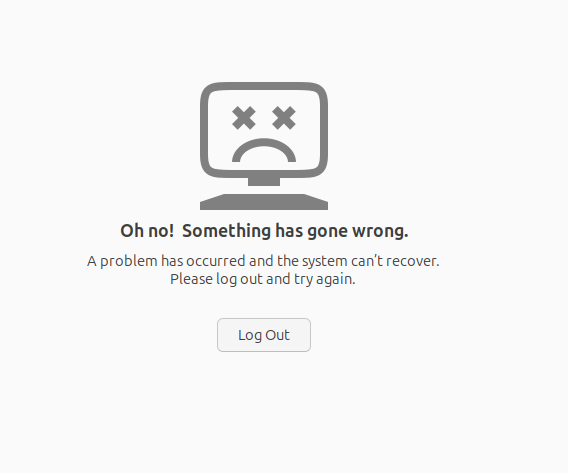 Oh no!  Something has gone wrong.
A problem has occurred and the system can't recover.
Please log out and try again.
Log Out